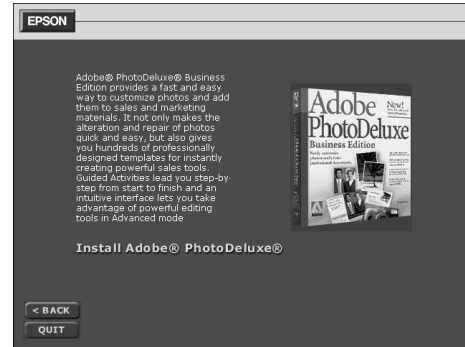 EPSON
Adobe® PhotoDeluxe® Business
Edition provides a fast and easy
way to customize photos and add
them to sales and marketing
materials. It not only makes the
alteration and repair of photos
quick and easy, but also gives
you hundreds of professionally
designed templates for instantly
creating powerful sales tools.
Guided Activities lead you step-by-
step from start to finish and an
intuitive interface lets you take
advantage of powerful editing
tools in Advanced mode
Adobe
New!
PhotoDeluxe
Business Edition
Adobe
Install Adobe® PhotoDeluxe®
< BACK
QUIT